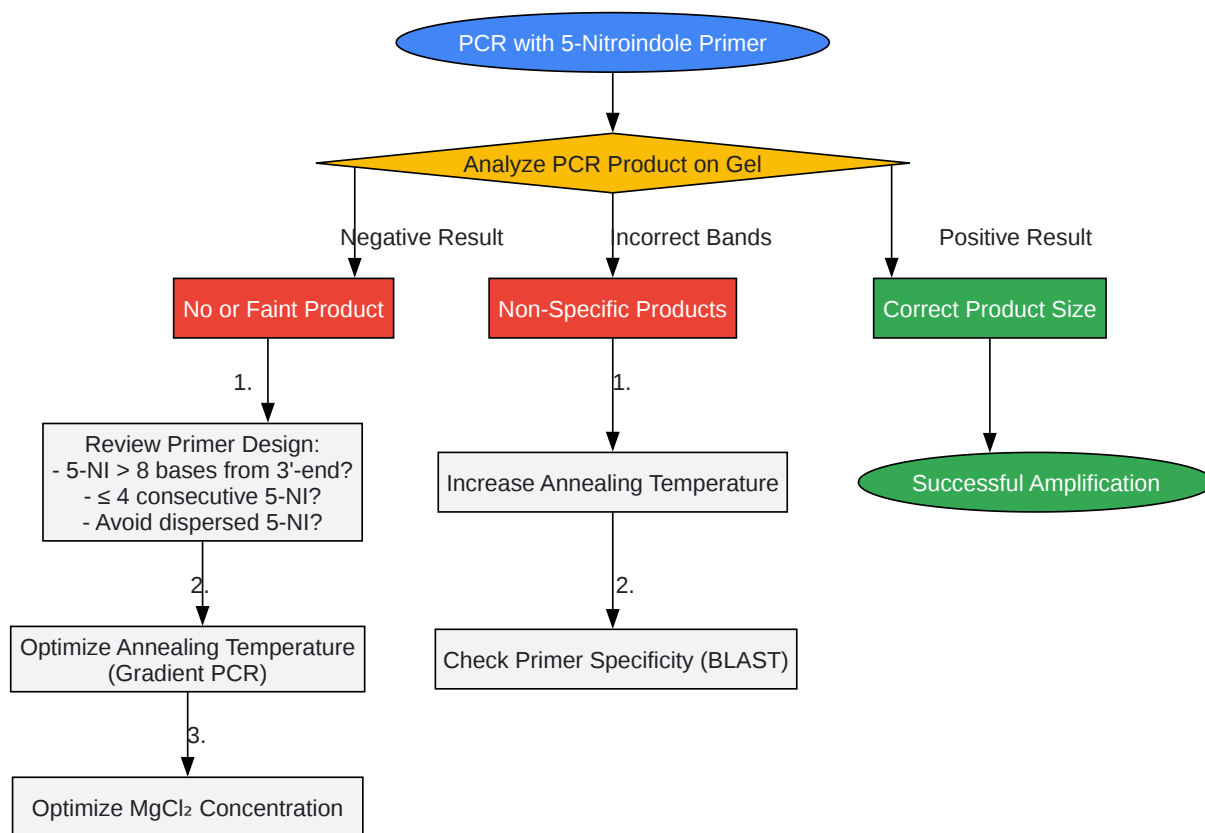 PCR with 5-Nitroindole Primer
Analyze PCR Product on Gel
Negative Result
Incorrect Bands
Positive Result
No or Faint Product
Non-Specific Products
Correct Product Size
1.
1.
Review Primer Design:
- 5-NI > 8 bases from 3'-end?
- ≤ 4 consecutive 5-NI?
- Avoid dispersed 5-NI?
Increase Annealing Temperature
Successful Amplification
2.
2.
Optimize Annealing Temperature
(Gradient PCR)
Check Primer Specificity (BLAST)
3.
Optimize MgCl₂ Concentration